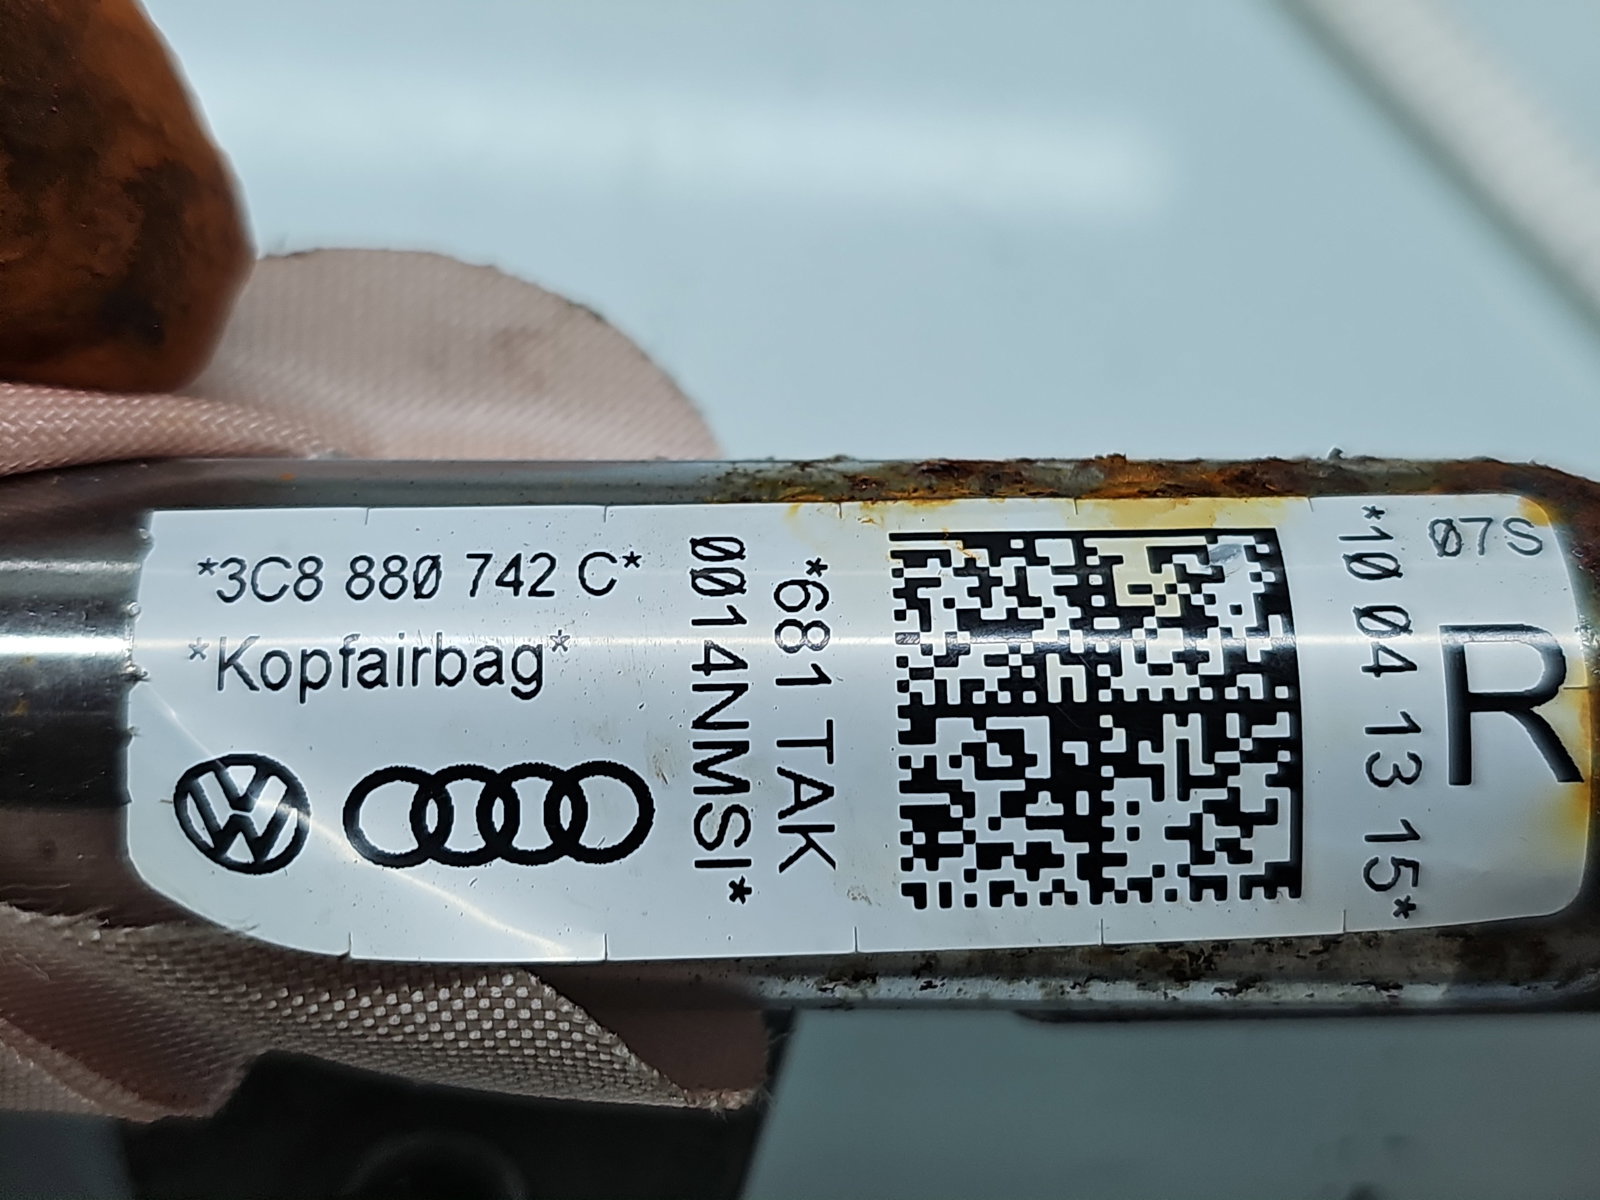 *3C8 880 742 C*
*Kopfairbag*
*681 TAK
0014NMSI*
*10 04 13 15*
07S
R